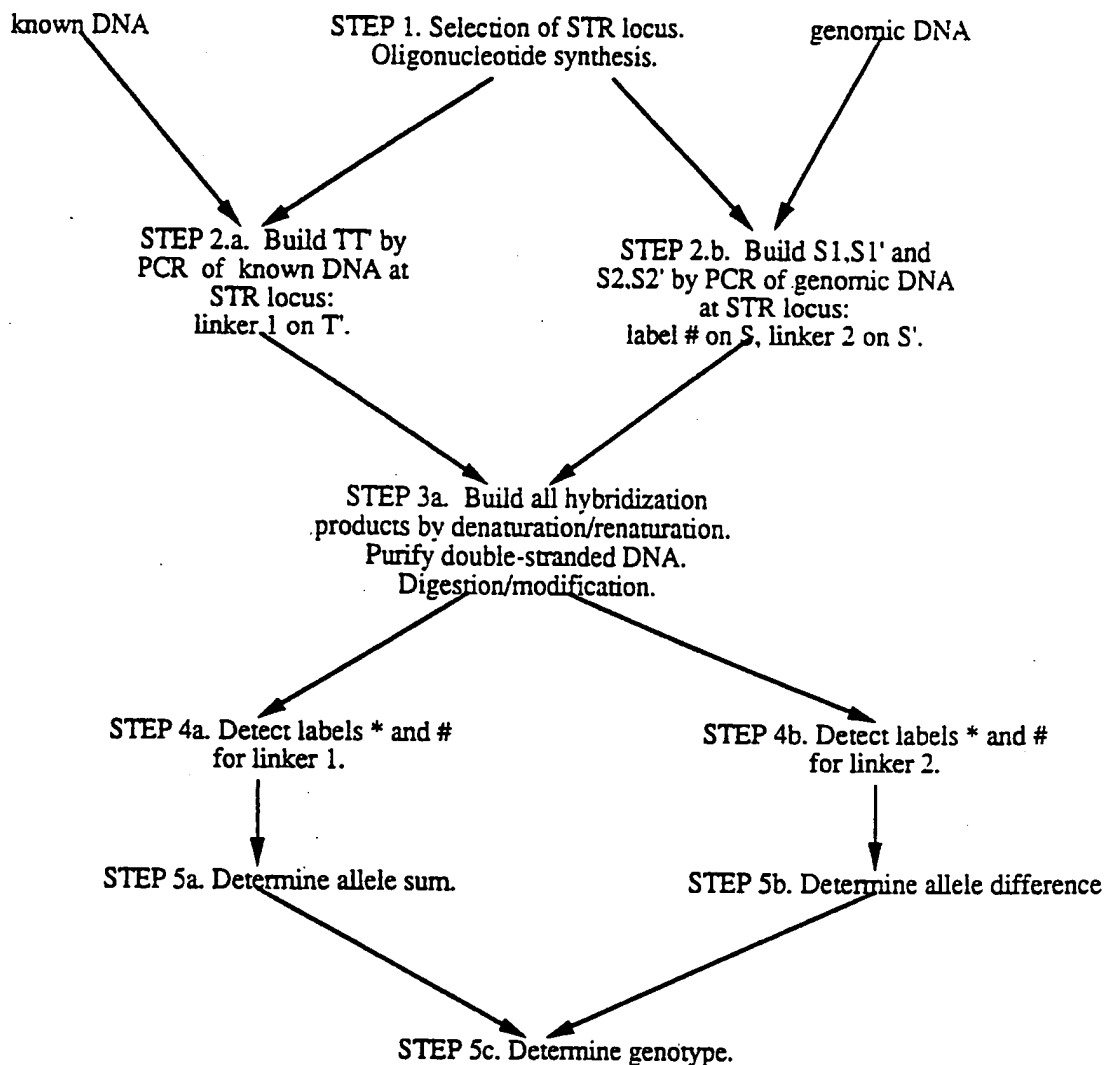 known DNA
STEP 1. Selection of STR locus.
Oligonucleotide synthesis.
genomic DNA
STEP 2.a. Build TT' by
PCR of known DNA at
STR locus:
linker 1 on T'.
STEP 2.b. Build S1,S1' and
S2,S2' by PCR of genomic DNA
at STR locus:
label # on S, linker 2 on S'.
STEP 3a. Build all hybridization
products by denaturation/renaturation.
Purify double-stranded DNA.
Digestion/modification.
STEP 4a. Detect labels * and #
for linker 1.
STEP 4b. Detect labels * and #
for linker 2.
STEP 5a. Determine allele sum.
STEP 5b. Determine allele difference
STEP 5c. Determine genotype.